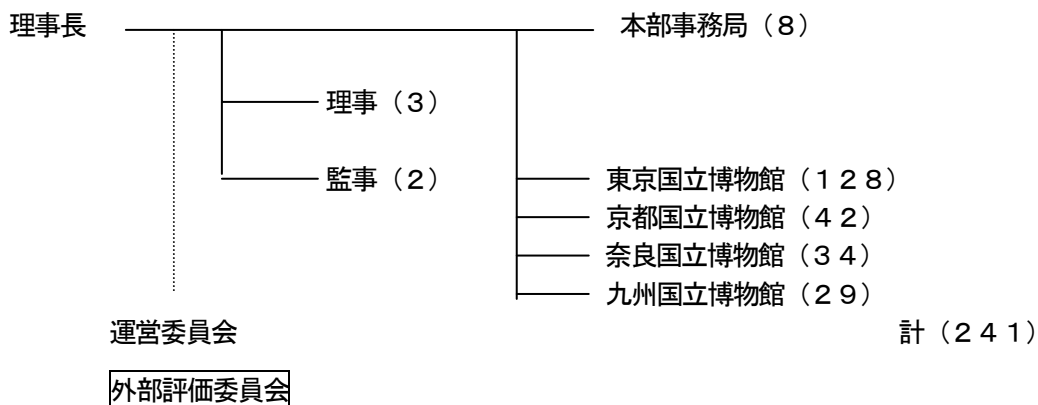 理事長 本部事務局（８）
理事（３）
監事（２） 東京国立博物館（１２８）
京都国立博物館（４２）
奈良国立博物館（３４）
九州国立博物館（２９）
運営委員会 計（２４１）
外部評価委員会